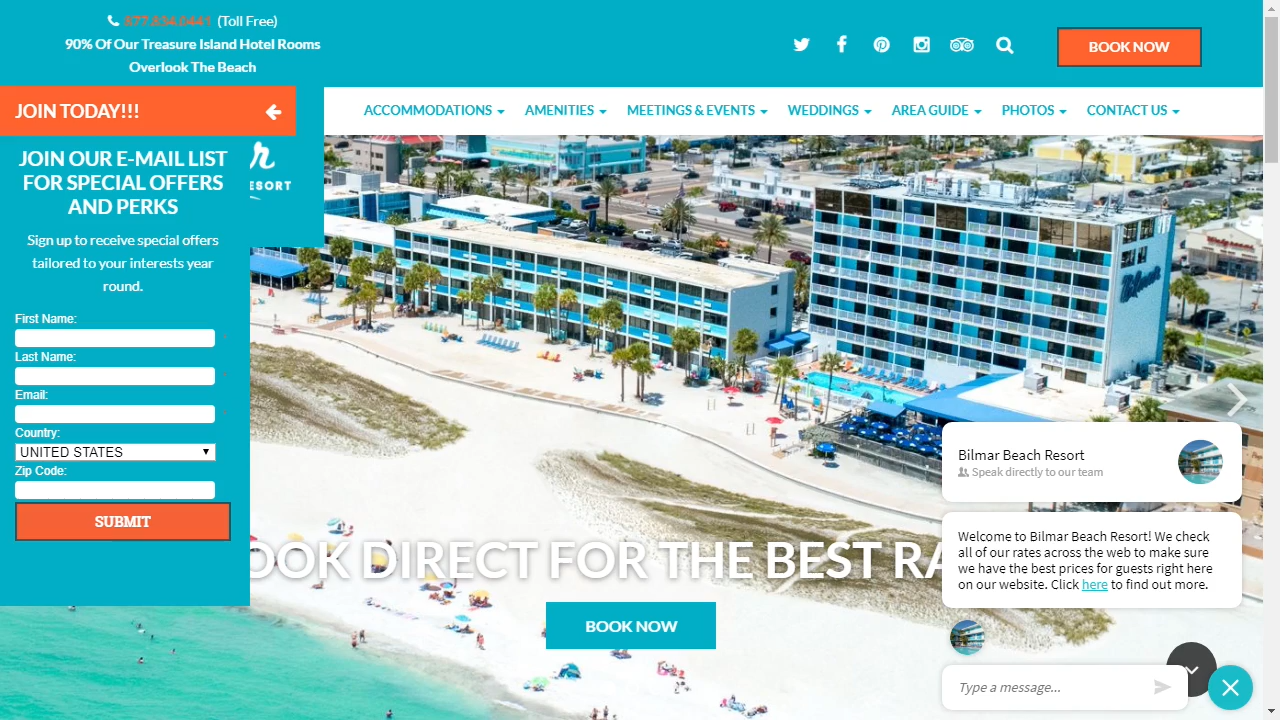 877.834.0441 (Toll Free)
90% Of Our Treasure Island Hotel Rooms
Overlook The Beach
BOOK NOW
JOIN TODAY!!!
ACCOMMODATIONS
AMENITIES
MEETINGS & EVENTS
WEDDINGS
AREA GUIDE
PHOTOS
CONTACT US
JOIN OUR E-MAIL LIST
FOR SPECIAL OFFERS
AND PERKS
ESORT
Sign up to receive special offers
tailored to your interests year
round.
First Name:
Last Name:
Email:
Country:
UNITED STATES
Zip Code:
SUBMIT
Bilmar
Walgreens
OOK DIRECT FOR THE BEST RA
BOOK NOW
Bilmar Beach Resort
Speak directly to our team
Welcome to Bilmar Beach Resort! We check
all of our rates across the web to make sure
we have the best prices for guests right here
on our website. Click here to find out more.
Type a message...